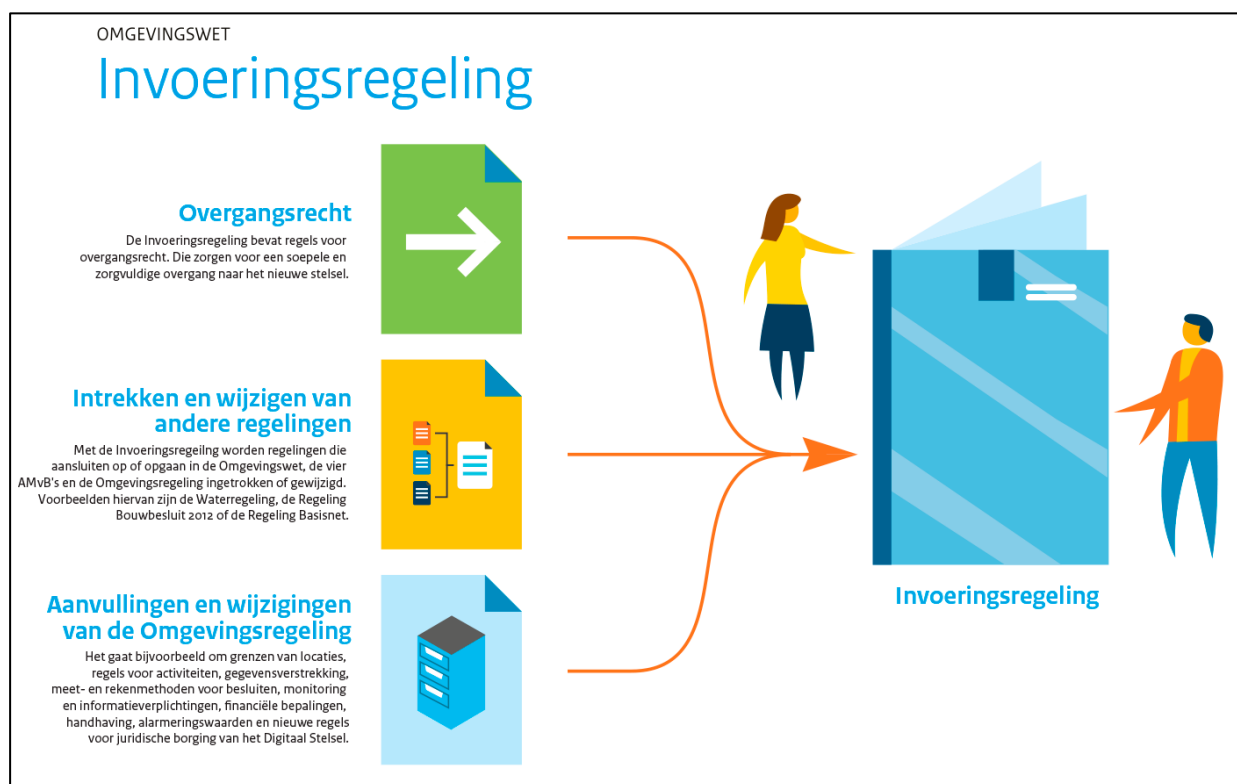 OMGEVINGSWET
Invoeringsregeling
Overgangsrecht
De Invoeringsregeling bevat regels voor
overgangsrecht. Die zorgen voor een soepele en
zorgvuldige overgang naar het nieuwe stelsel.
Intrekken en wijzigen van
andere regelingen
Met de Invoeringsregeilng worden regelingen die
aansluiten op of opgaan in de Omgevingswet, de vier
AMvB's en de Omgevingsregeling ingetrokken of gewijzigd.
Voorbeelden hiervan zijn de Waterregeling, de Regeling
Bouwbesluit 2012 of de Regeling Basisnet.
Aanvullingen en wijzigingen
van de Omgevingsregeling
Het gaat bijvoorbeeld om grenzen van locaties,
regels voor activiteiten, gegevensverstrekking,
meet- en rekenmethoden voor besluiten, monitoring
en informatieverplichtingen, financiële bepalingen,
handhaving, alarmeringswaarden en nieuwe regels
voor juridische borging van het Digitaal Stelsel.
Invoeringsregeling